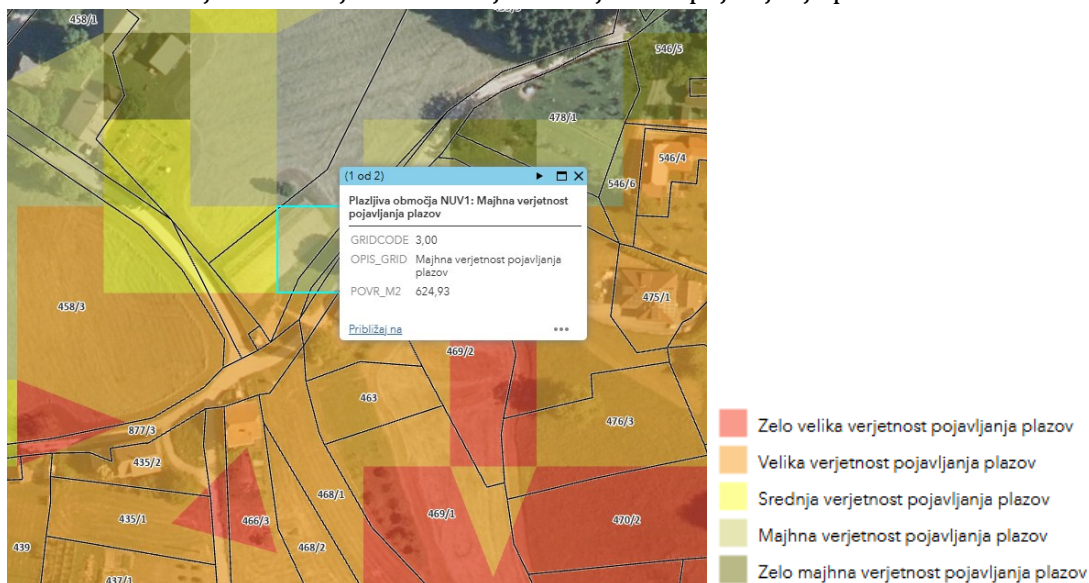 458/1
546/5
478/1
546/4
546/6
(1 od 2)
Plazljiva območja NUV1: Majhna verjetnost
pojavljanja plazov
GRIDCODE 3,00
OPIS_GRID Majhna verjetnost pojavljanja
plazov
POVR_M2 624,93
Približaj na
475/1
458/3
469/2
463
476/3
877/3
435/2
468/1
435/1
466/3
469/1
470/2
439
468/2
437/1
Zelo velika verjetnost pojavljanja plazov
Velika verjetnost pojavljanja plazov
Srednja verjetnost pojavljanja plazov
Majhna verjetnost pojavljanja plazov
Zelo majhna verjetnost pojavljanja plazov